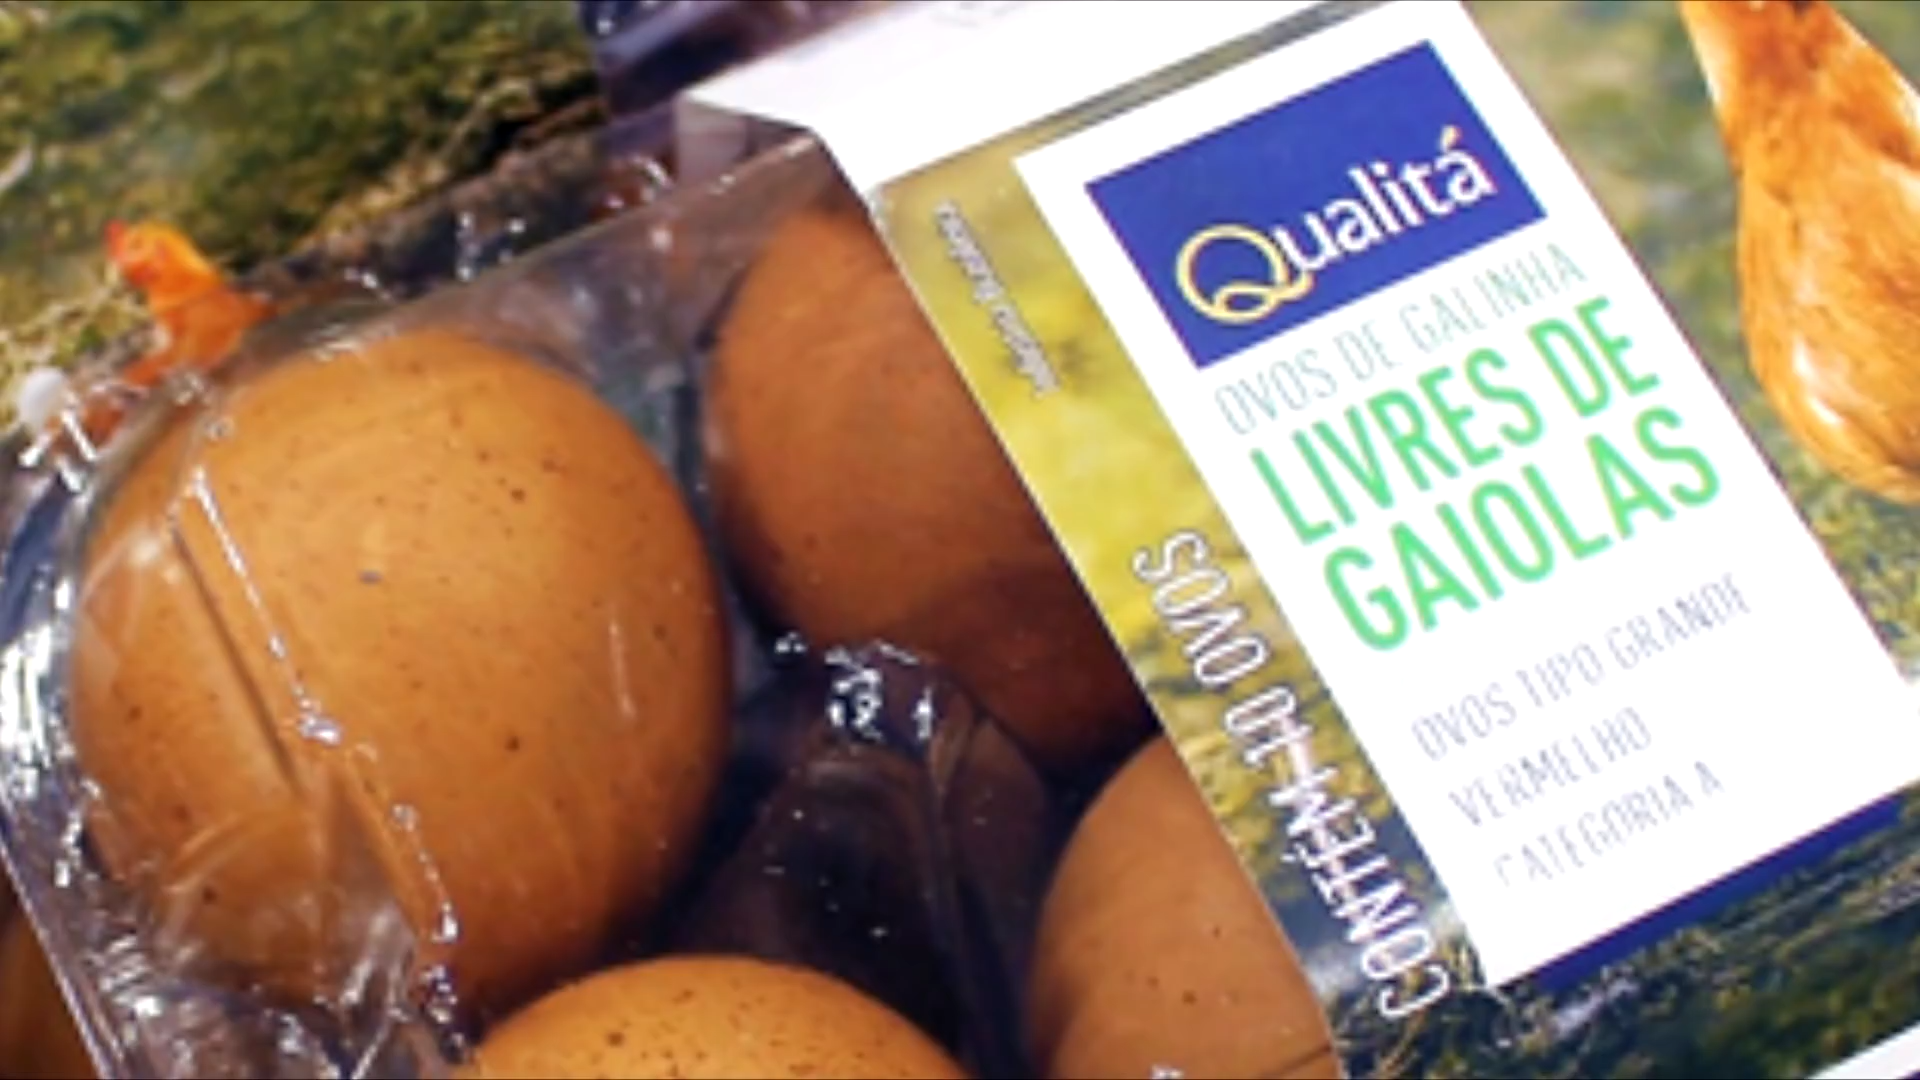 Qualitá
OVOS DE GALINHA
LIVRES DE
GAIOLAS
OVOS TIPO GRANDE
VERMELHO
CATEGORIA A
CONTÉM 10 OVOS